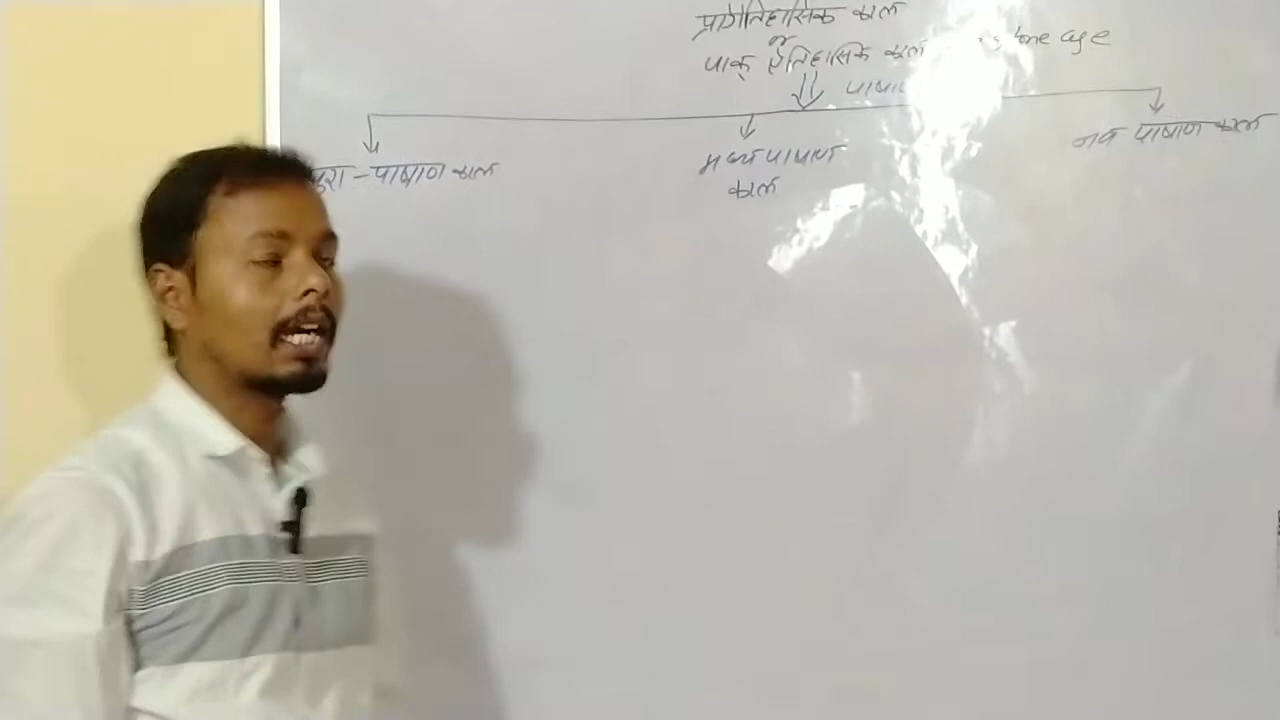 प्रागैतिहासिक काल
or
पाक् ऐतिहासिक काल stone age
पुरा-पाषाण काल
मध्य पाषाण
काल
नव पाषाण काल